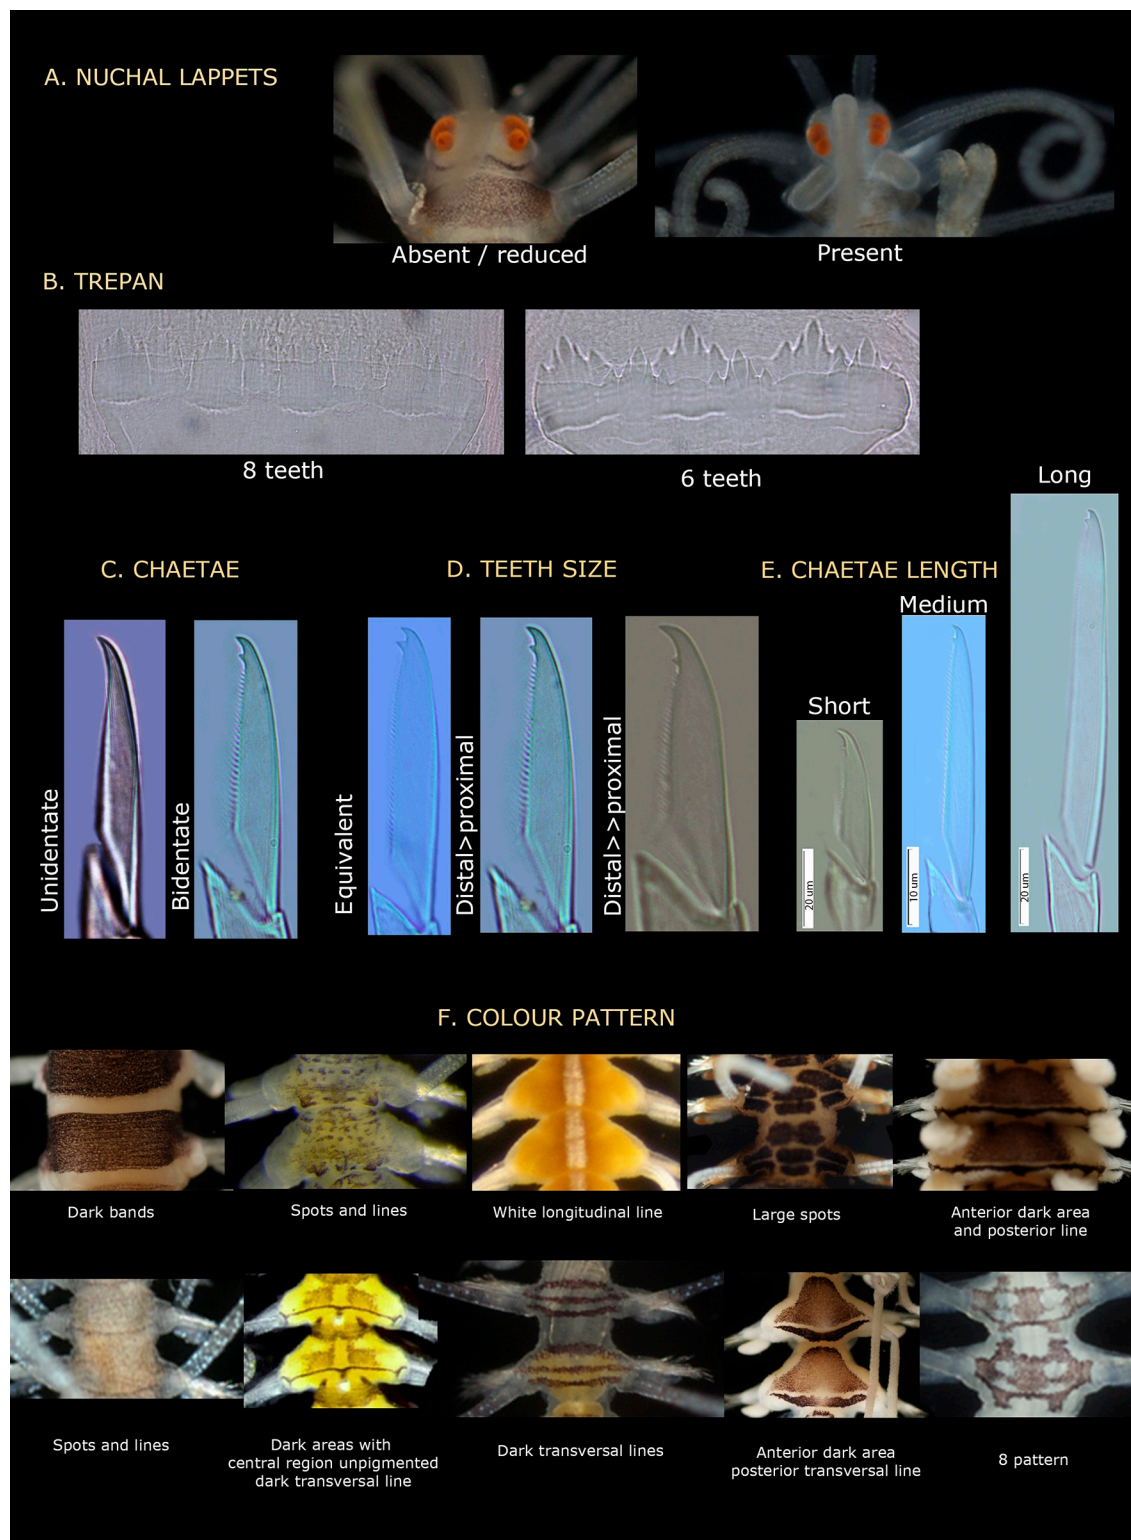 A. NUCHAL LAPPETS
Absent / reduced
Present
B. TREPAN
8 teeth
6 teeth
Long
C. CHAETAE
D. TEETH SIZE
E. CHAETAE LENGTH
Medium
Short
Unidentate
Bidentate
Equivalent
Distal>proximal
Distal>>proximal
20 um
10 um
20 um
F. COLOUR PATTERN
Dark bands
Spots and lines
White longitudinal line
Large spots
Anterior dark area
and posterior line
Spots and lines
Dark areas with
central region unpigmented
dark transversal line
Dark transversal lines
Anterior dark area
posterior transversal line
8 pattern